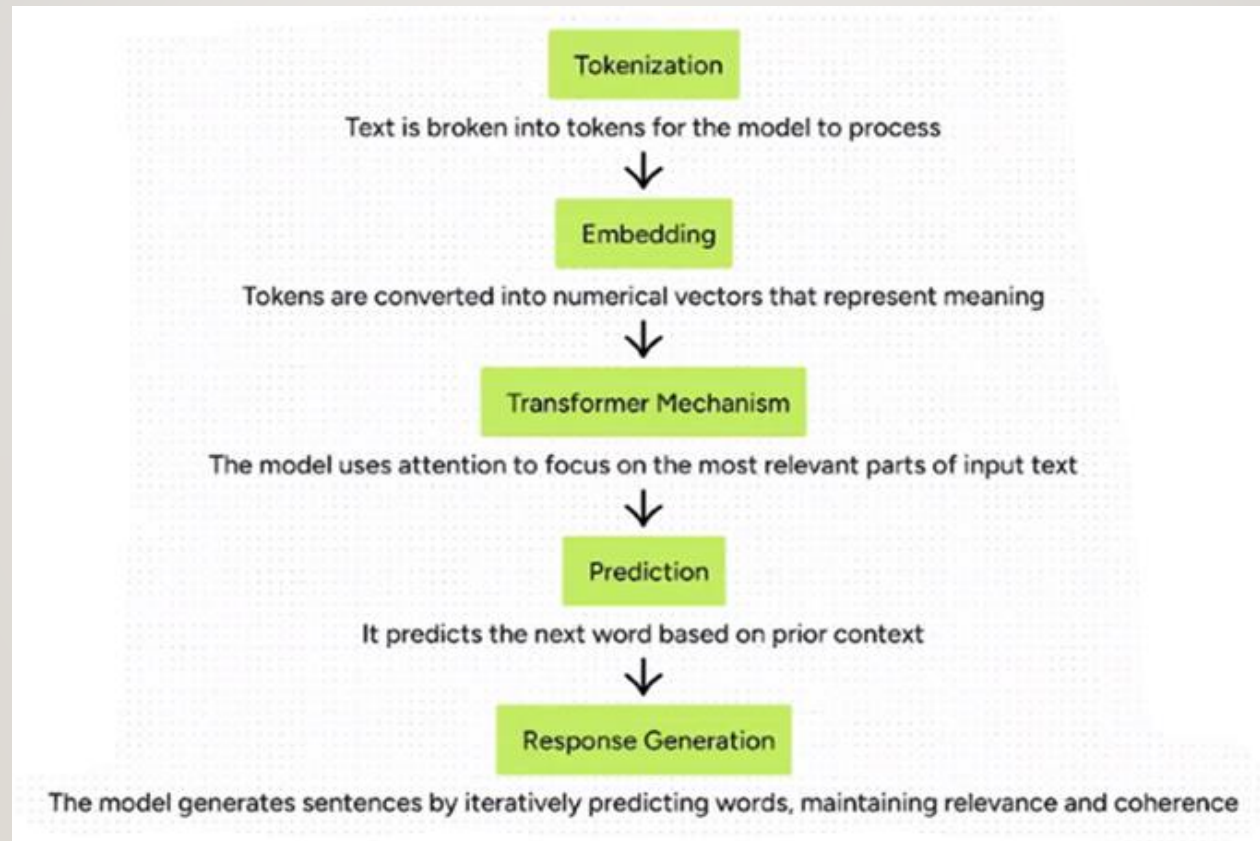 Tokenization
Text is broken into tokens for the model to process
Embedding
Tokens are converted into numerical vectors that represent meaning
Transformer Mechanism
The model uses attention to focus on the most relevant parts of input text
Prediction
It predicts the next word based on prior context
Response Generation
The model generates sentences by iteratively predicting words, maintaining relevance and coherence